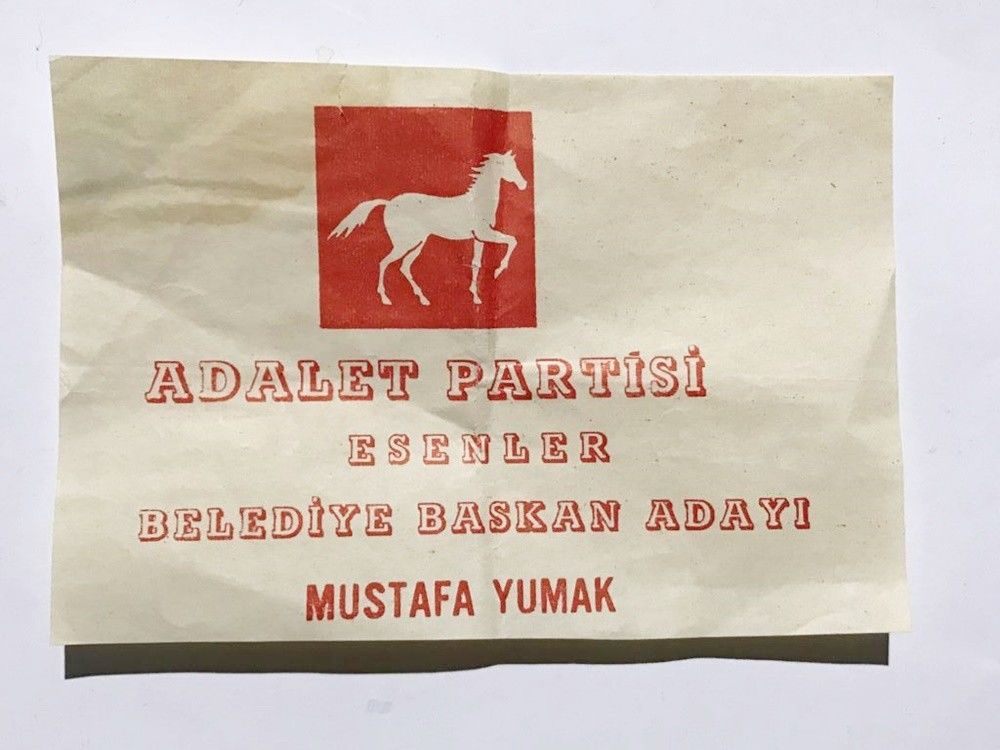 ADALET PARTİSİ
ESENLER
BELEDİYE BASKAN ADAYI
MUSTAFA YUMAK